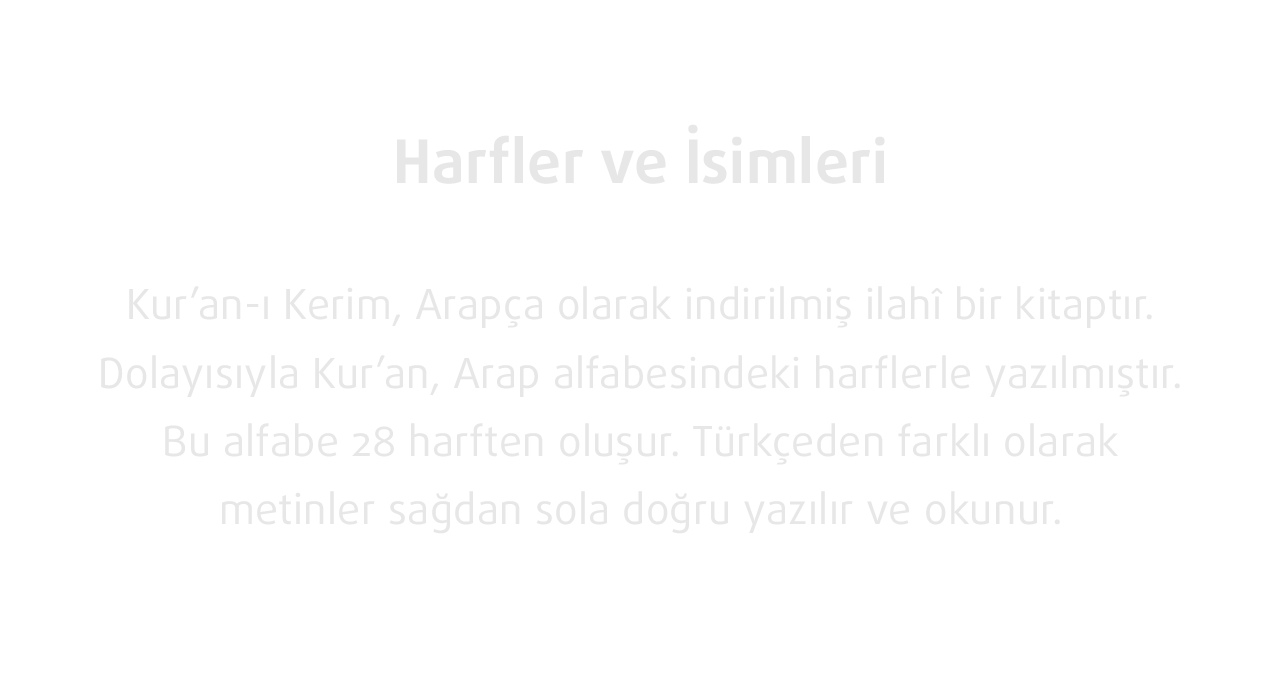 Harfler ve İsimleri
Kur’an-ı Kerim, Arapça olarak indirilmiş ilahî bir kitaptır.
Dolayısıyla Kur’an, Arap alfabesindeki harflerle yazılmıştır.
Bu alfabe 28 harften oluşur. Türkçeden farklı olarak
metinler sağdan sola doğru yazılır ve okunur.